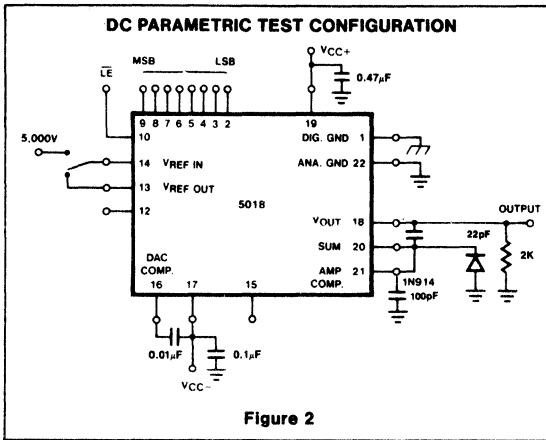 DC PARAMETRIC TEST CONFIGURATION
VCC+
LE MSB LSB
0.47μF
9 8 7 6 5 4 3 2 19
10 DIG. GND 1
5,000V
14 VREF IN ANA. GND 22
13 VREF OUT
12 5018 VOUT 18 OUTPUT
22pF
SUM 20 2K
DAC COMP. AMP COMP. 21
1N914
16 17 15 100pF
0.01μF 0.1μF
VCC-
Figure 2